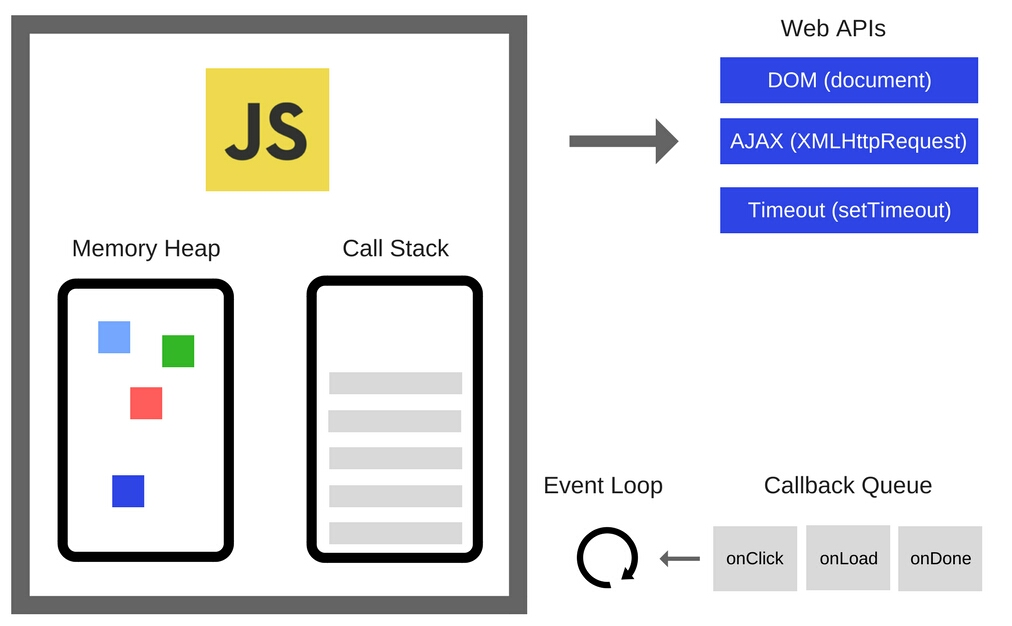 Web APIs
DOM (document)
JS
AJAX (XMLHttpRequest)
Timeout (setTimeout)
Memory Heap
Call Stack
Event Loop
Callback Queue
onClick
onLoad
onDone